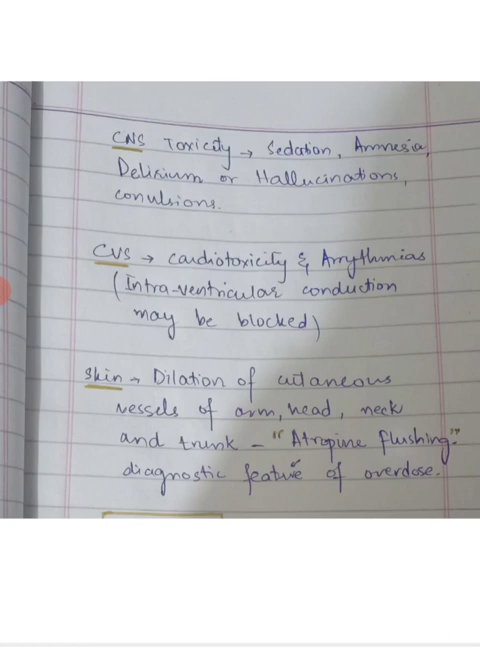 CNS Toxicity → Sedation, Amnesia,
Delirium or Hallucinations,
conulsions.
CVS → Cardiotoxicity & Arrythmias
(Intra-ventricular conduction
may be blocked)
Skin → Dilation of cutaneous
vessels of arm, head, neck
and trunk - "Atropine flushing"
diagnostic feature of overdose.